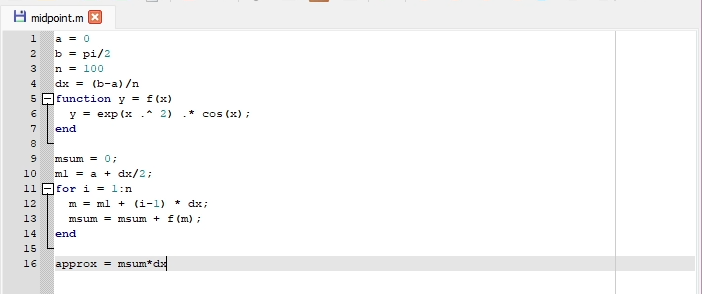 midpoint.m
1 a = 0
2 b = pi/2
3 n = 100
4 dx = (b-a)/n
5 function y = f(x)
6 y = exp(x .^ 2) .* cos(x);
7 end
8
9 msum = 0;
10 m1 = a + dx/2;
11 for i = 1:n
12 m = m1 + (i-1) * dx;
13 msum = msum + f(m);
14 end
15
16 approx = msum*dx